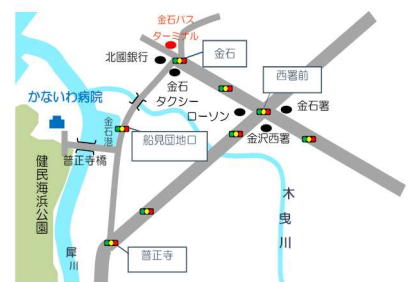 金石バス
ターミナル
金石
北國銀行
西署前
金石
タクシー
かないわ病院
ローソン
金石署
金石港
船見団地口
金沢西署
普正寺橋
健民海浜公園
木曳川
普正寺
犀川